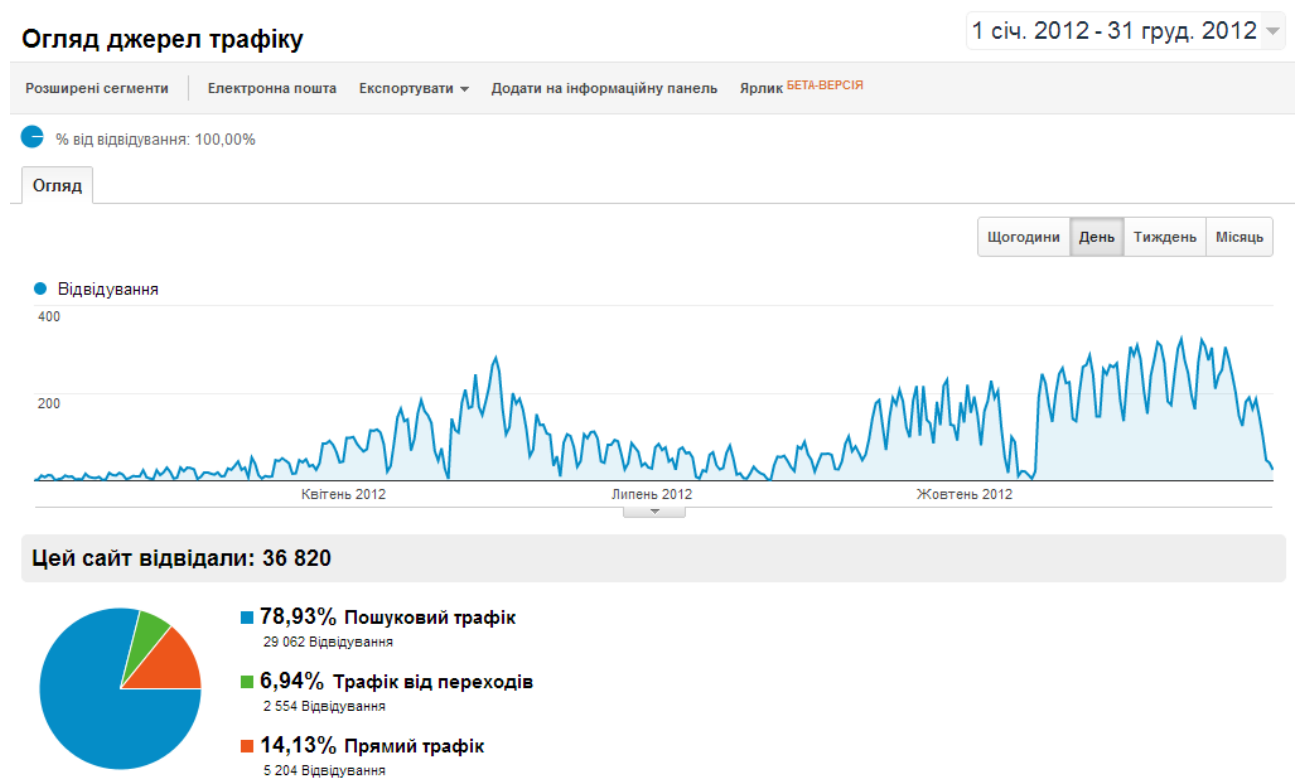 Огляд джерел трафіку
1 січ. 2012 - 31 груд. 2012
Розширені сегменти Електронна пошта Експортувати Додати на інформаційну панель Ярлик БЕТА-ВЕРСІЯ
% від відвідування: 100,00%
Огляд
Щогодини День Тиждень Місяць
Відвідування
400
200
Квітень 2012 Липень 2012 Жовтень 2012
Цей сайт відвідали: 36 820
78,93% Пошуковий трафік
29 062 Відвідування
6,94% Трафік від переходів
2 554 Відвідування
14,13% Прямий трафік
5 204 Відвідування